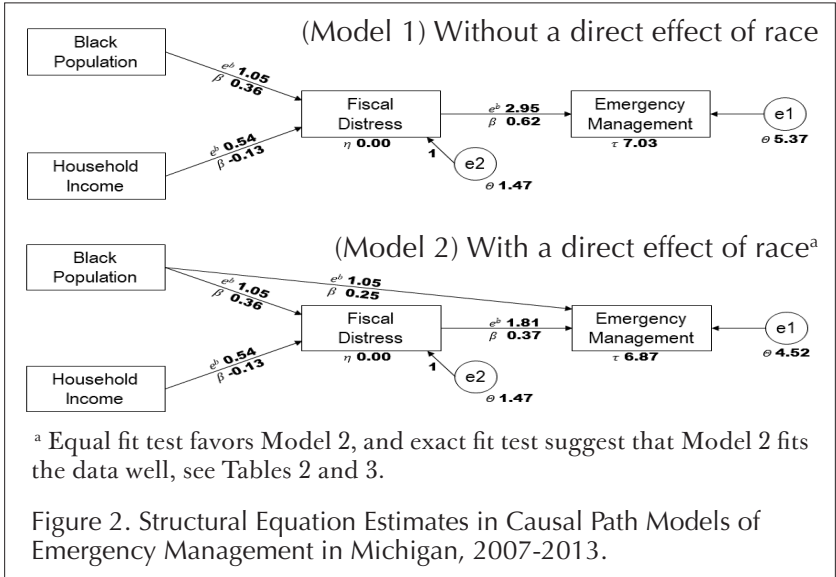 (Model 1) Without a direct effect of race
Black
Population
e^b 1.05
β 0.36
Fiscal
Distress
η 0.00
e^b 2.95
β 0.62
Emergency
Management
τ 7.03
e1
Θ 5.37
e^b 0.54
β -0.13
Household
Income
1
e2
Θ 1.47
(Model 2) With a direct effect of race^a
Black
Population
e^b 1.05
β 0.25
e^b 1.05
β 0.36
Fiscal
Distress
η 0.00
e^b 1.81
β 0.37
Emergency
Management
τ 6.87
e1
Θ 4.52
e^b 0.54
β -0.13
Household
Income
1
e2
Θ 1.47
^a Equal fit test favors Model 2, and exact fit test suggest that Model 2 fits
the data well, see Tables 2 and 3.
Figure 2. Structural Equation Estimates in Causal Path Models of
Emergency Management in Michigan, 2007-2013.